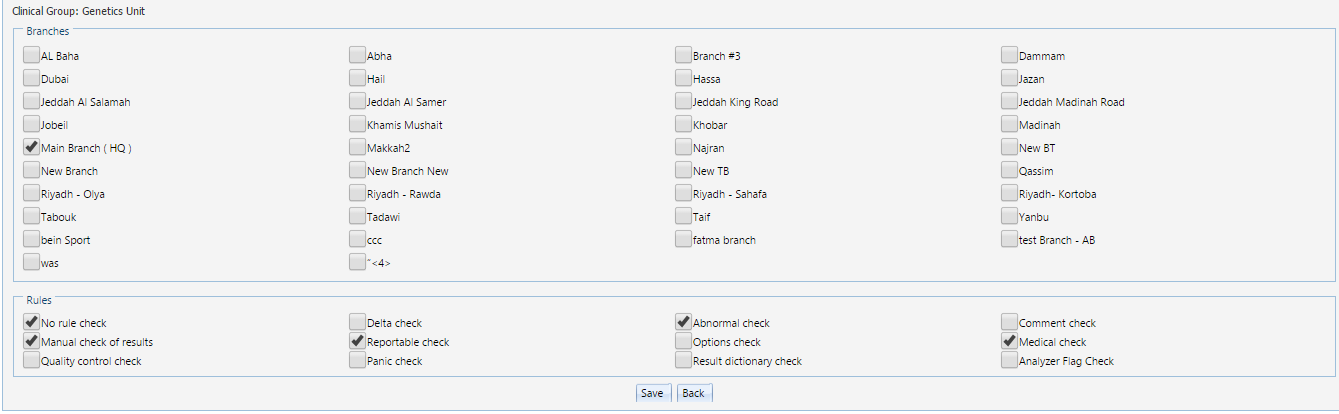 Clinical Group: Genetics Unit
Branches
AL Baha Abha Branch #3 Dammam
Dubai Hail Hassa Jazan
Jeddah Al Salamah Jeddah Al Samer Jeddah King Road Jeddah Madinah Road
Jobeil Khamis Mushait Khobar Madinah
Main Branch ( HQ ) Makkah2 Najran New BT
New Branch New Branch New New TB Qassim
Riyadh - Olya Riyadh - Rawda Riyadh - Sahafa Riyadh- Kortoba
Tabouk Tadawi Taif Yanbu
bein Sport ccc fatma branch test Branch - AB
was <4>
Rules
No rule check Delta check Abnormal check Comment check
Manual check of results Reportable check Options check Medical check
Quality control check Panic check Result dictionary check Analyzer Flag Check
Save Back